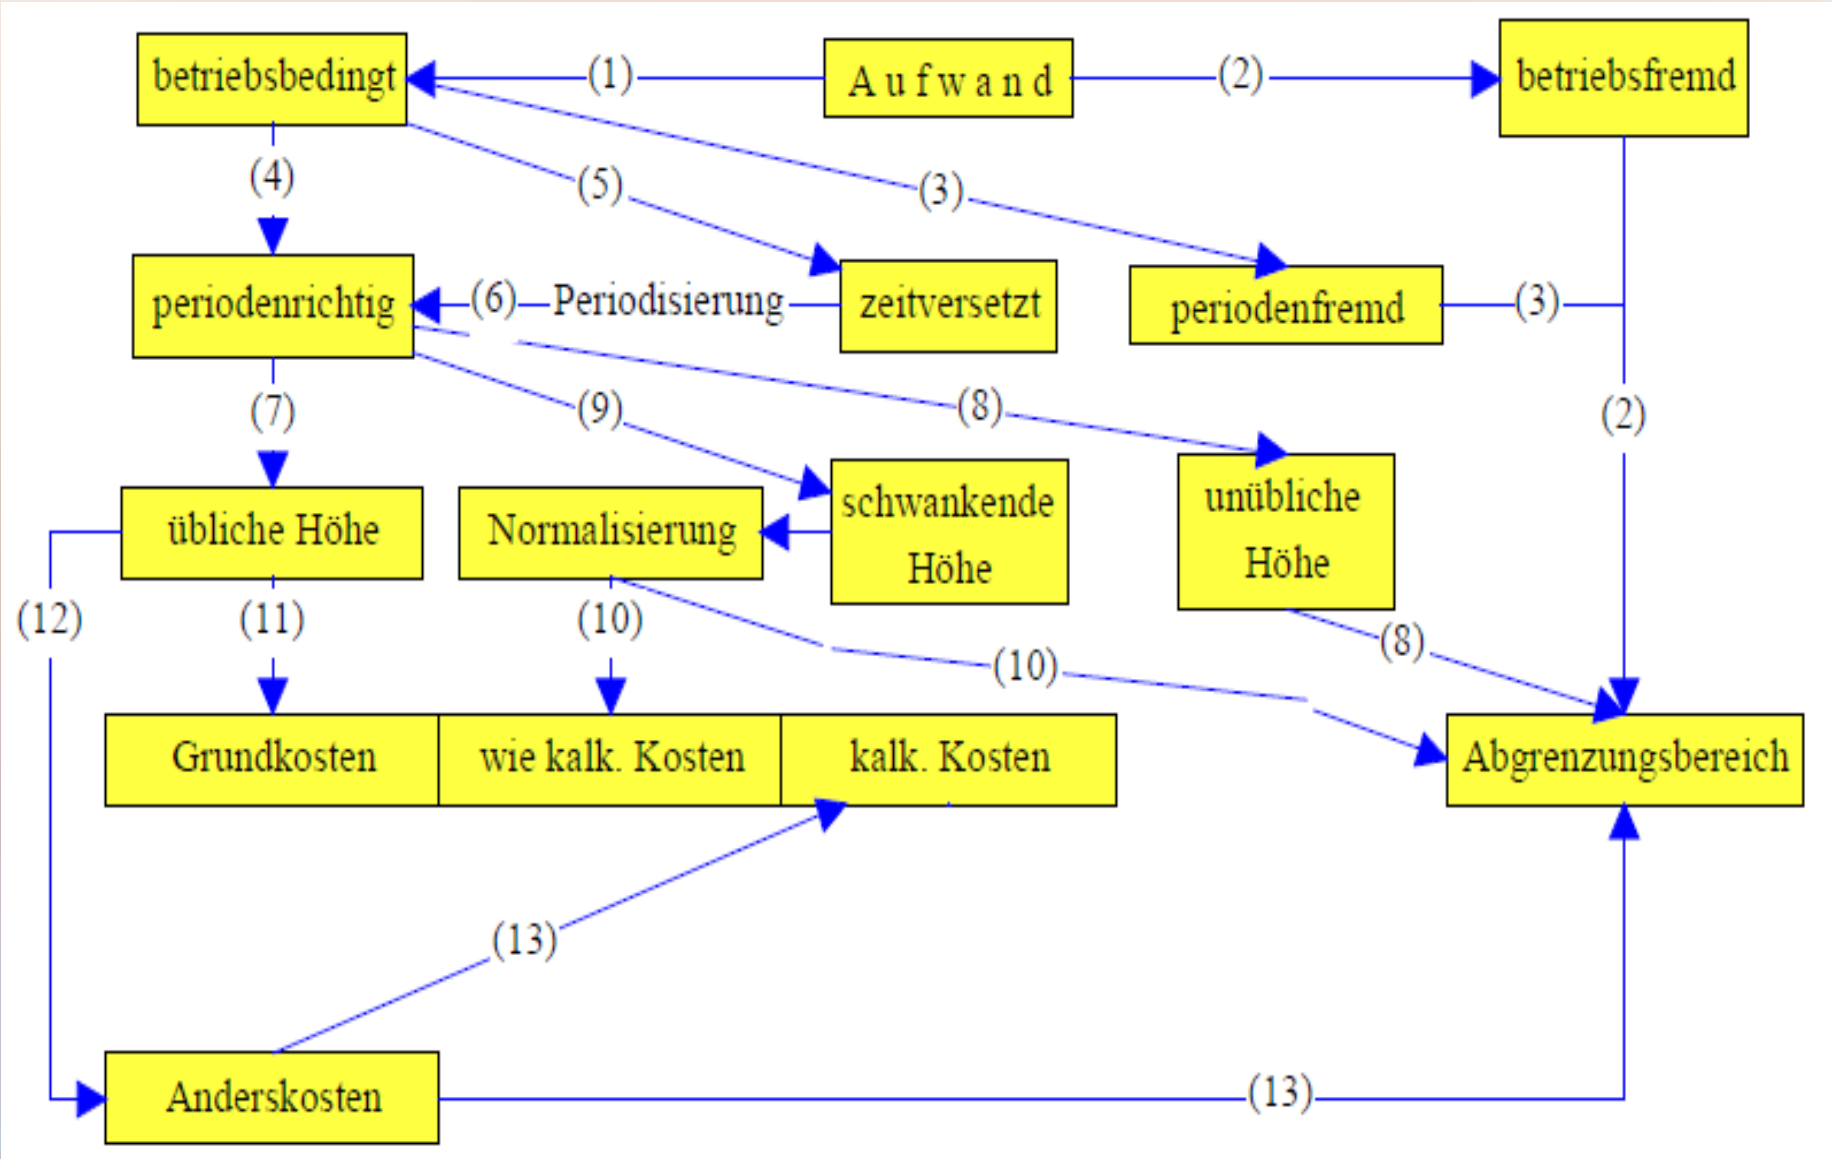 betriebsbedingt
(1)
A u f w a n d
(2)
betriebsfremd
(4)
(5)
(3)
periodenrichtig
(6)
Periodisierung
zeitversetzt
periodenfremd
(3)
(7)
(9)
(8)
(2)
übliche Höhe
Normalisierung
schwankende
Höhe
unübliche
Höhe
(12)
(11)
(10)
(10)
(8)
Grundkosten
wie kalk. Kosten
kalk. Kosten
Abgrenzungsbereich
(13)
Anderskosten
(13)